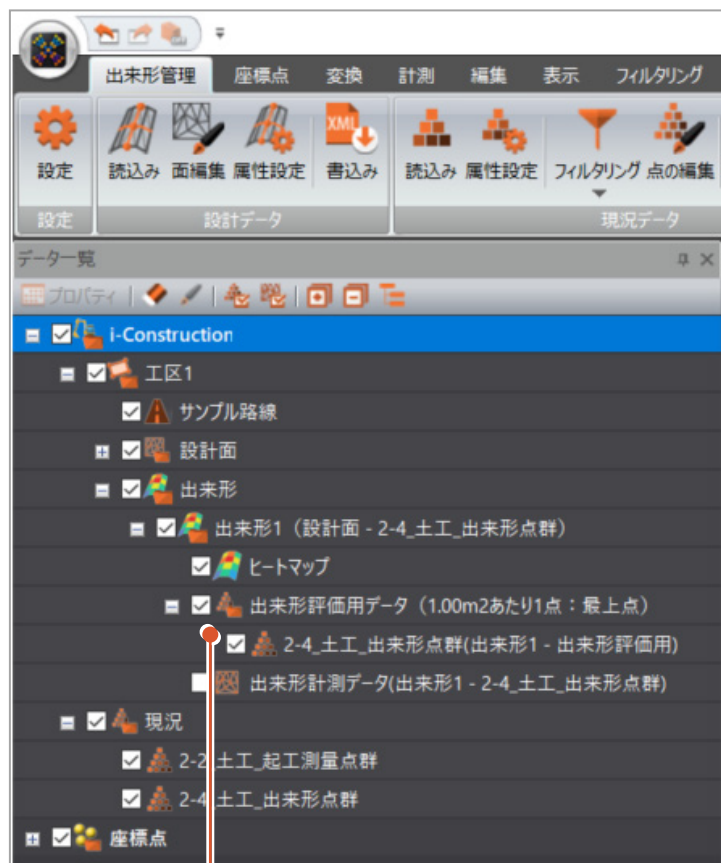 出来形管理 座標点 変換 計測 編集 表示 フィルタリング
XML
設定 読込み 面編集 属性設定 書込み 読込み 属性設定 フィルタリング 点の編集
設定 設計データ 現況データ
データ一覧
プロパティ
i-Construction
工区1
サンプル路線
設計面
出来形
出来形1（設計面 - 2-4_土工_出来形点群）
ヒートマップ
出来形評価用データ（1.00m2あたり1点：最上点）
2-4_土工_出来形点群(出来形1 - 出来形評価用)
出来形計測データ(出来形1 - 2-4_土工_出来形点群)
現況
2-2_土工_起工測量点群
2-4_土工_出来形点群
座標点